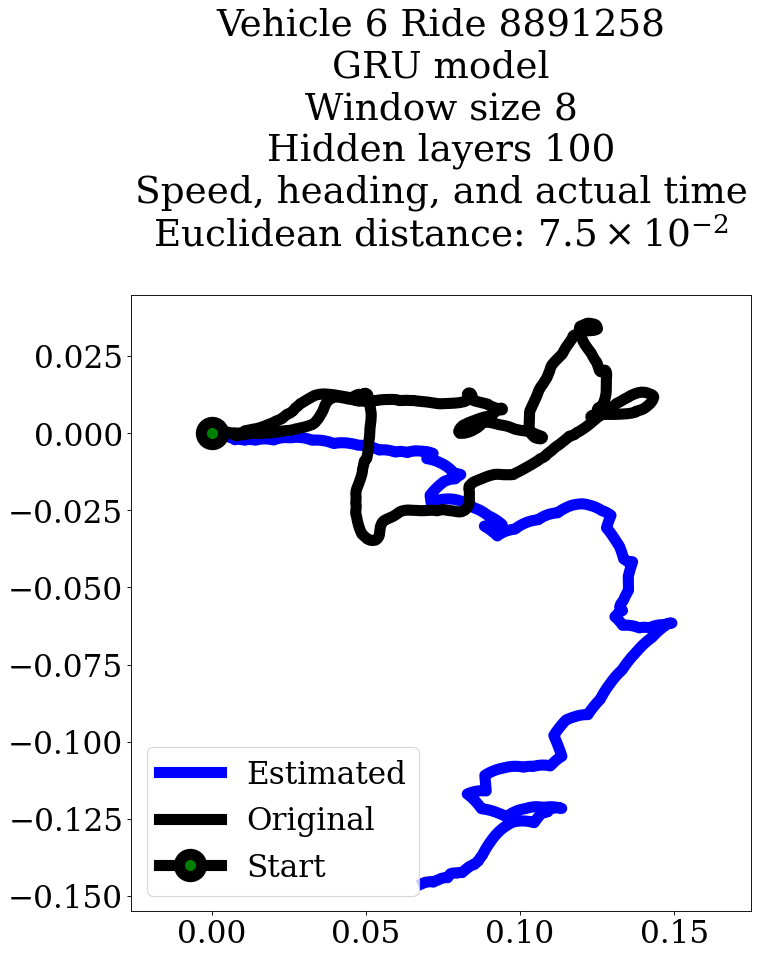 Vehicle 6 Ride 8891258
GRU model
Window size 8
Hidden layers 100
Speed, heading, and actual time
Euclidean distance: 7.5 × 10⁻²
0.025
0.000
−0.025
−0.050
−0.075
−0.100
−0.125
−0.150
Estimated
Original
Start
0.00 0.05 0.10 0.15